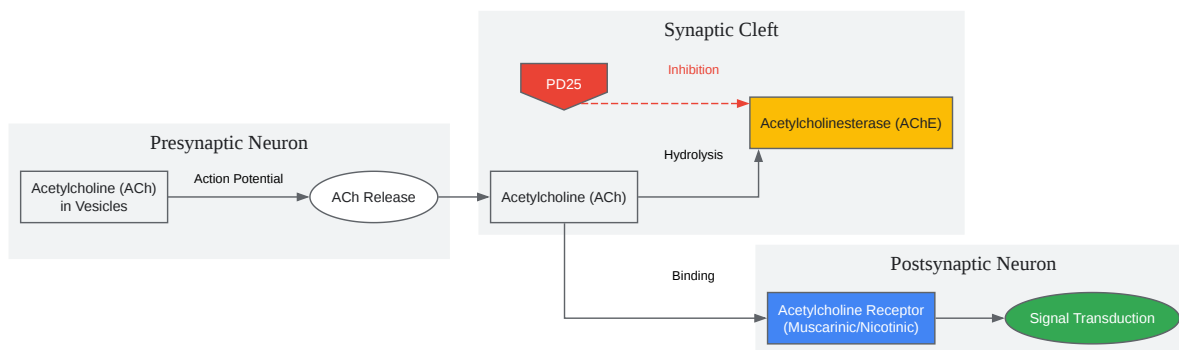 Synaptic Cleft
PD25
Inhibition
Acetylcholinesterase (AChE)
Presynaptic Neuron
Acetylcholine (ACh)
in Vesicles
Action Potential
ACh Release
Hydrolysis
Acetylcholine (ACh)
Binding
Postsynaptic Neuron
Acetylcholine Receptor
(Muscarinic/Nicotinic)
Signal Transduction